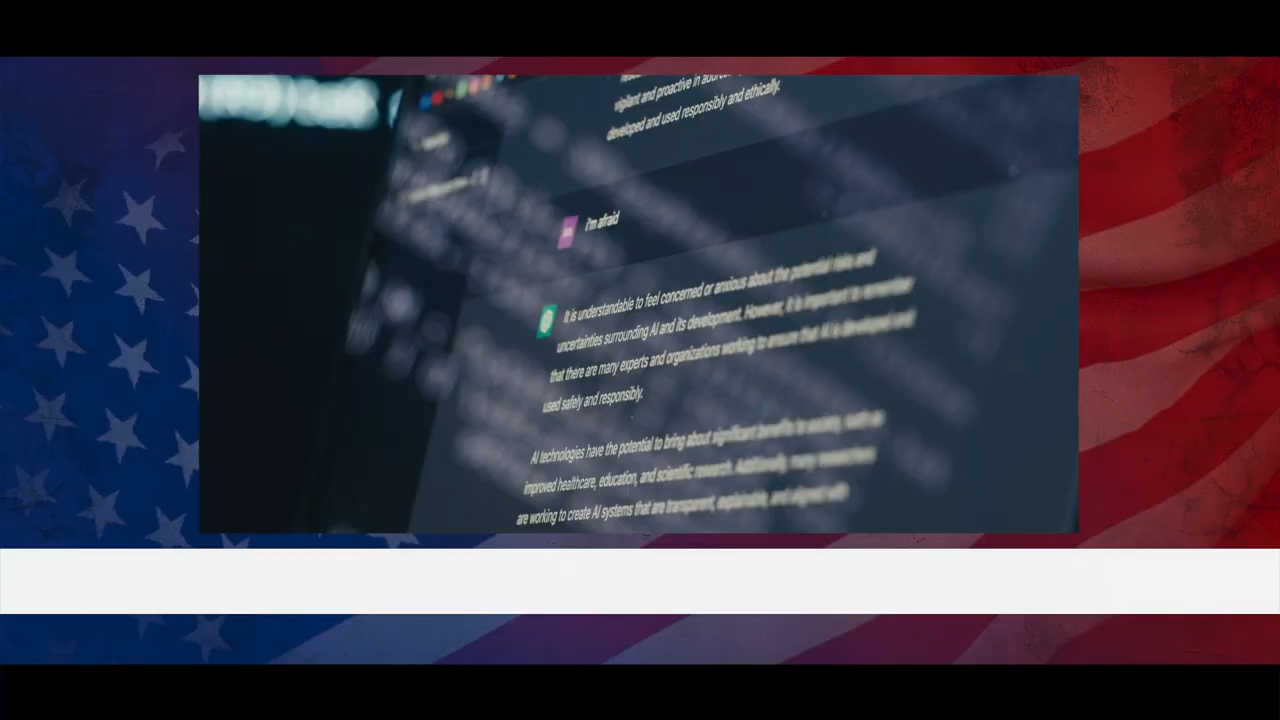 vigilant and proactive in
developed and used responsibly and ethically.
i'm afraid
It is understandable to feel concerned or anxious about the potential risks and
uncertainties surrounding AI and its development. However, it is important to remember
that there are many experts and organizations working to ensure that AI is developed and
used safely and responsibly.
AI technologies have the potential to bring about significant benefits to society, such as
improved healthcare, education, and scientific research. Additionally, many researchers
are working to create AI systems that are transparent, explainable, and aligned with